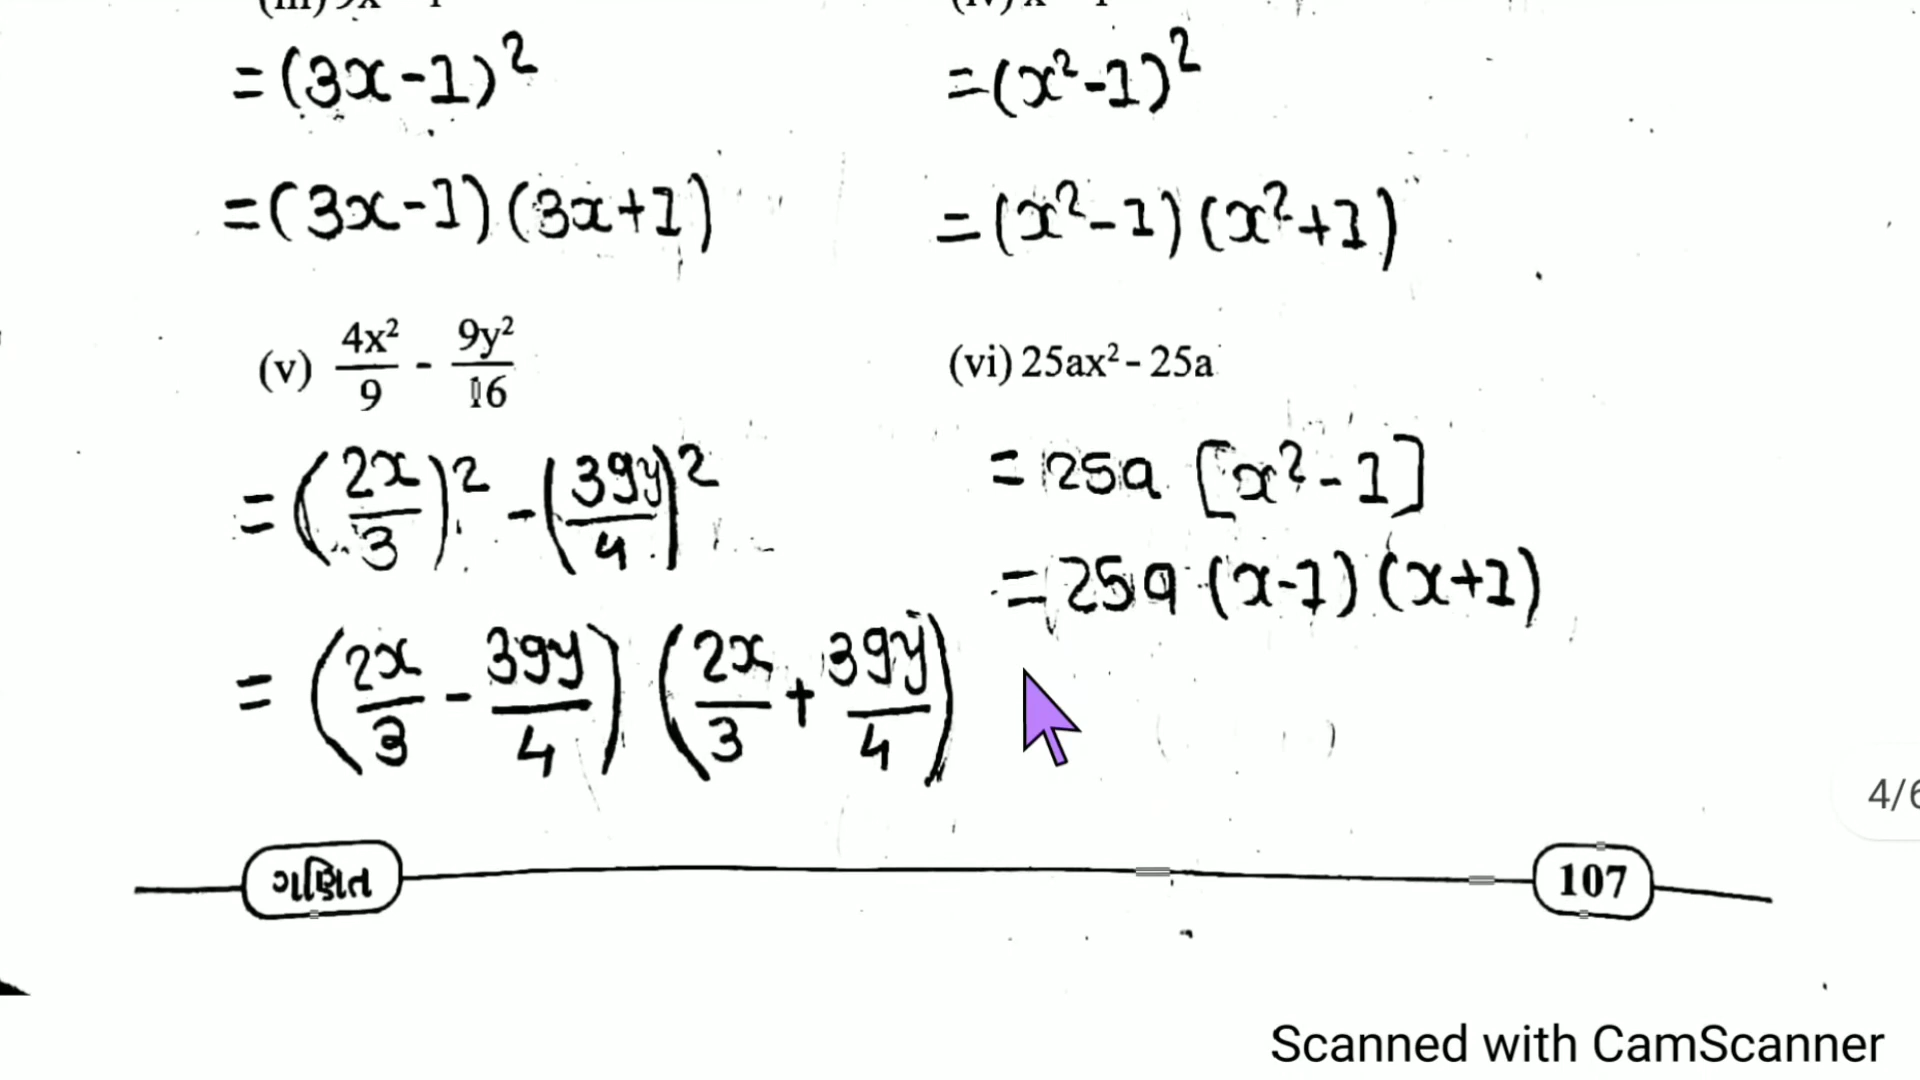 = (3x - 1)²
= (x² - 1)²
= (3x - 1) (3x + 1)
= (x² - 1) (x² + 1)
(v) 4x²/9 - 9y²/16
(vi) 25ax² - 25a
= (2x/3)² - (39y/4)²
= 25a [x² - 1]
= 25a (x - 1) (x + 1)
= (2x/3 - 39y/4) (2x/3 + 39y/4)
4/6
ગણિત
107
Scanned with CamScanner